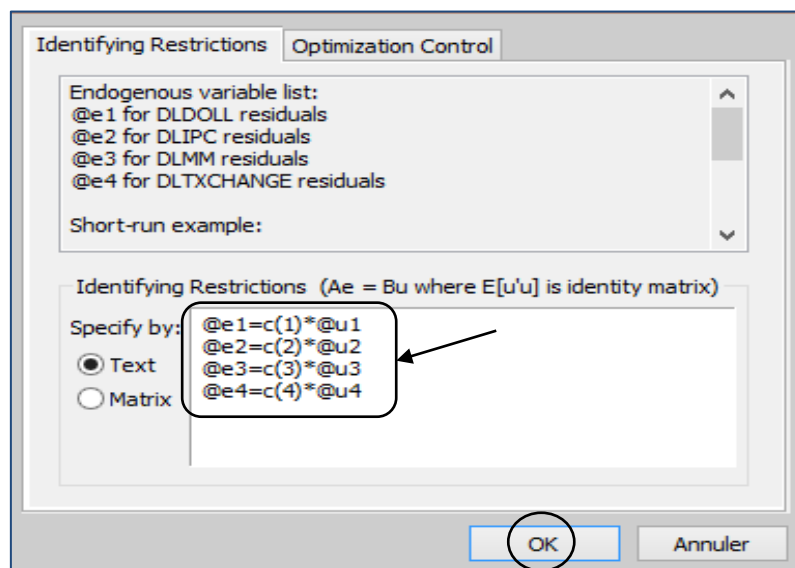 Identifying Restrictions
Optimization Control
Endogenous variable list:
@e1 for DLDOLL residuals
@e2 for DLIPC residuals
@e3 for DLMM residuals
@e4 for DLTXCHANGE residuals
Short-run example:
Identifying Restrictions (Ae = Bu where E[u'u] is identity matrix)
Specify by:
Text
Matrix
@e1=c(1)*@u1
@e2=c(2)*@u2
@e3=c(3)*@u3
@e4=c(4)*@u4
OK
Annuler